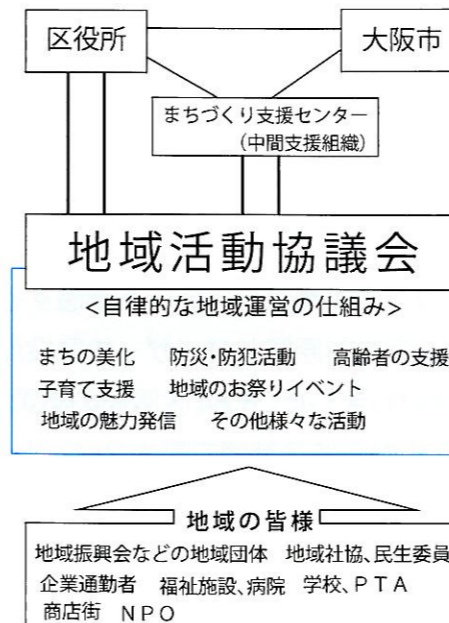 区役所
大阪市
まちづくり支援センター
(中間支援組織)
地域活動協議会
<自律的な地域運営の仕組み>
まちの美化 防災・防犯活動 高齢者の支援
子育て支援 地域のお祭りイベント
地域の魅力発信 その他様々な活動
地域の皆様
地域振興会などの地域団体 地域社協、民生委員
企業通勤者 福祉施設、病院 学校、PTA
商店街 NPO